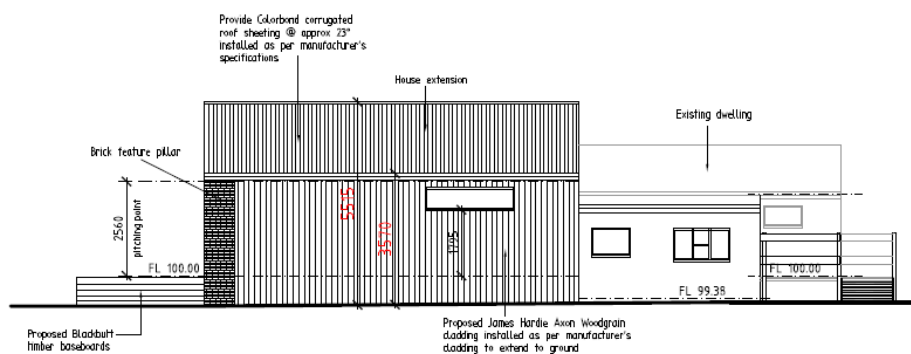 Provide Colorbond corrugated
roof sheeting @ approx 23°
installed as per manufacturer's
specifications
House extension
Existing dwelling
Brick feature pillar
2560
pitching point
5515
3570
1795
FL 100.00
FL 100.00
FL 99.38
Proposed Blackbutt
timber baseboards
Proposed James Hardie Axon Woodgrain
cladding installed as per manufacturer's
cladding to extend to ground